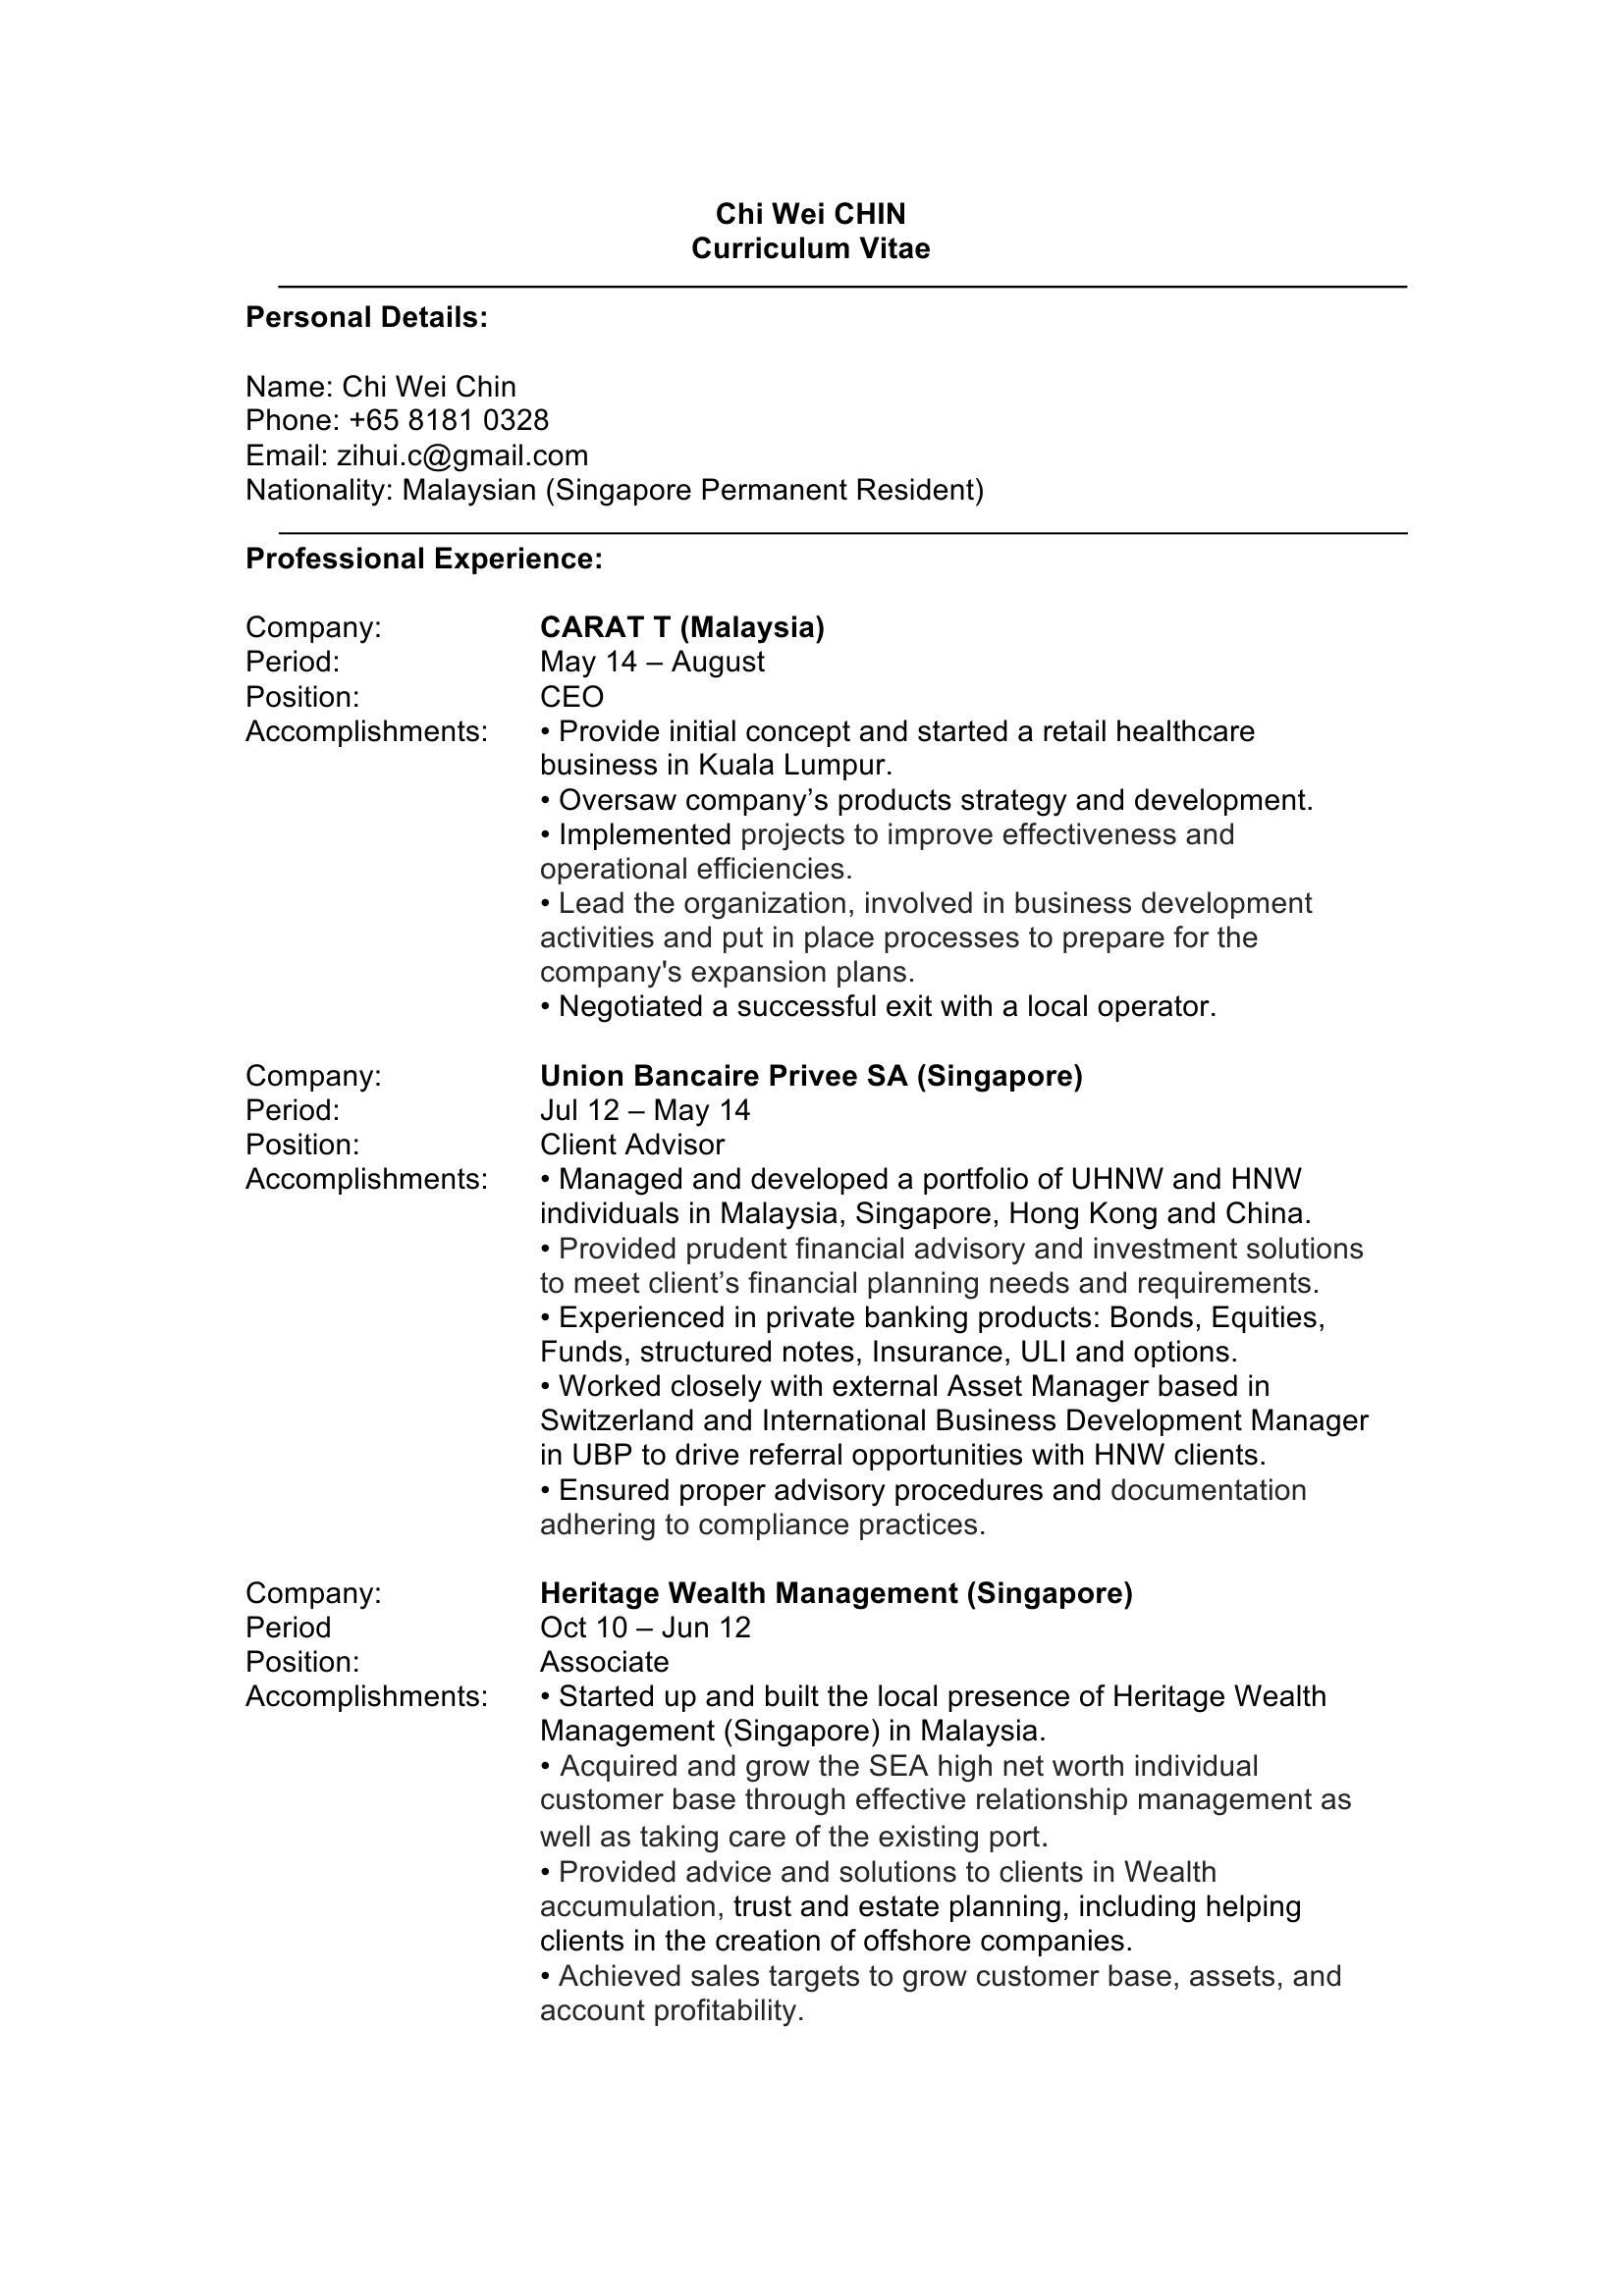 Chi Wei CHIN
Curriculum Vitae
Personal Details:
Name: Chi Wei Chin
Phone: +65 8181 0328
Email: zihui.c@gmail.com
Nationality: Malaysian (Singapore Permanent Resident)
Professional Experience:
Company: CARAT T (Malaysia)
Period: May 14 – August
Position: CEO
Accomplishments: • Provide initial concept and started a retail healthcare
business in Kuala Lumpur.
• Oversaw company’s products strategy and development.
• Implemented projects to improve effectiveness and
operational efficiencies.
• Lead the organization, involved in business development
activities and put in place processes to prepare for the
company's expansion plans.
• Negotiated a successful exit with a local operator.
Company: Union Bancaire Privee SA (Singapore)
Period: Jul 12 – May 14
Position: Client Advisor
Accomplishments: • Managed and developed a portfolio of UHNW and HNW
individuals in Malaysia, Singapore, Hong Kong and China.
• Provided prudent financial advisory and investment solutions
to meet client’s financial planning needs and requirements.
• Experienced in private banking products: Bonds, Equities,
Funds, structured notes, Insurance, ULI and options.
• Worked closely with external Asset Manager based in
Switzerland and International Business Development Manager
in UBP to drive referral opportunities with HNW clients.
• Ensured proper advisory procedures and documentation
adhering to compliance practices.
Company: Heritage Wealth Management (Singapore)
Period Oct 10 – Jun 12
Position: Associate
Accomplishments: • Started up and built the local presence of Heritage Wealth
Management (Singapore) in Malaysia.
• Acquired and grow the SEA high net worth individual
customer base through effective relationship management as
well as taking care of the existing port.
• Provided advice and solutions to clients in Wealth
accumulation, trust and estate planning, including helping
clients in the creation of offshore companies.
• Achieved sales targets to grow customer base, assets, and
account profitability.